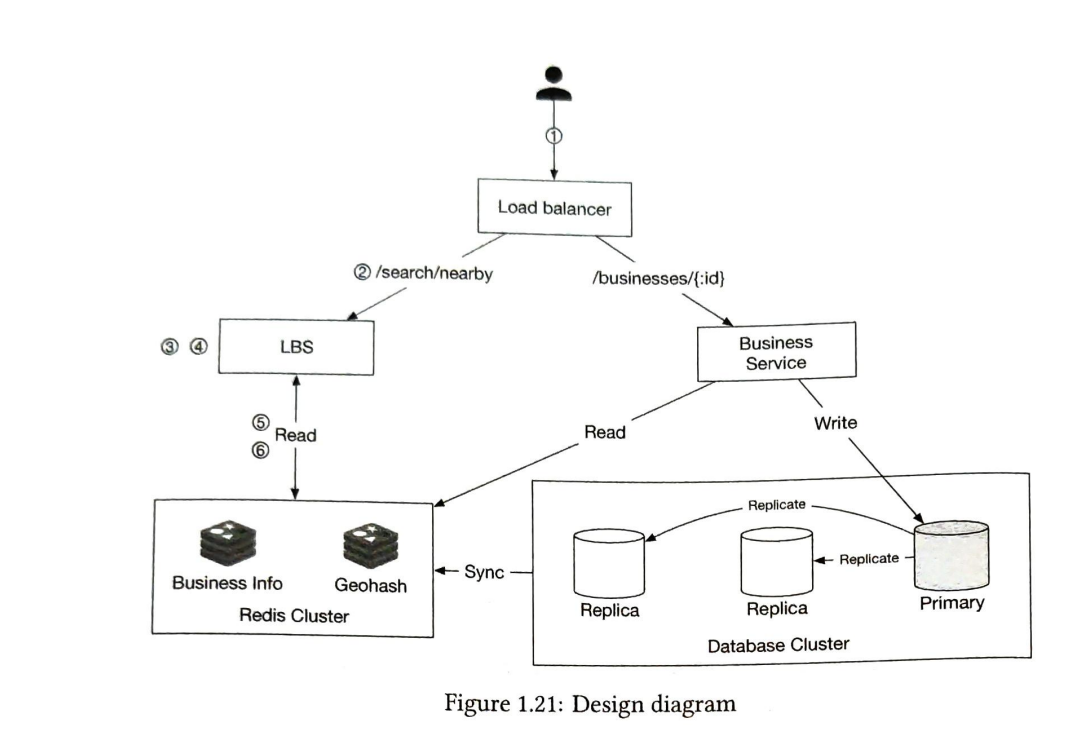 ①
Load balancer
② /search/nearby
/businesses/{:id}
③ ④
LBS
Business
Service
⑤
Read
⑥
Read
Write
Replicate
Replicate
Sync
Business Info
Geohash
Redis Cluster
Replica
Replica
Primary
Database Cluster
Figure 1.21: Design diagram